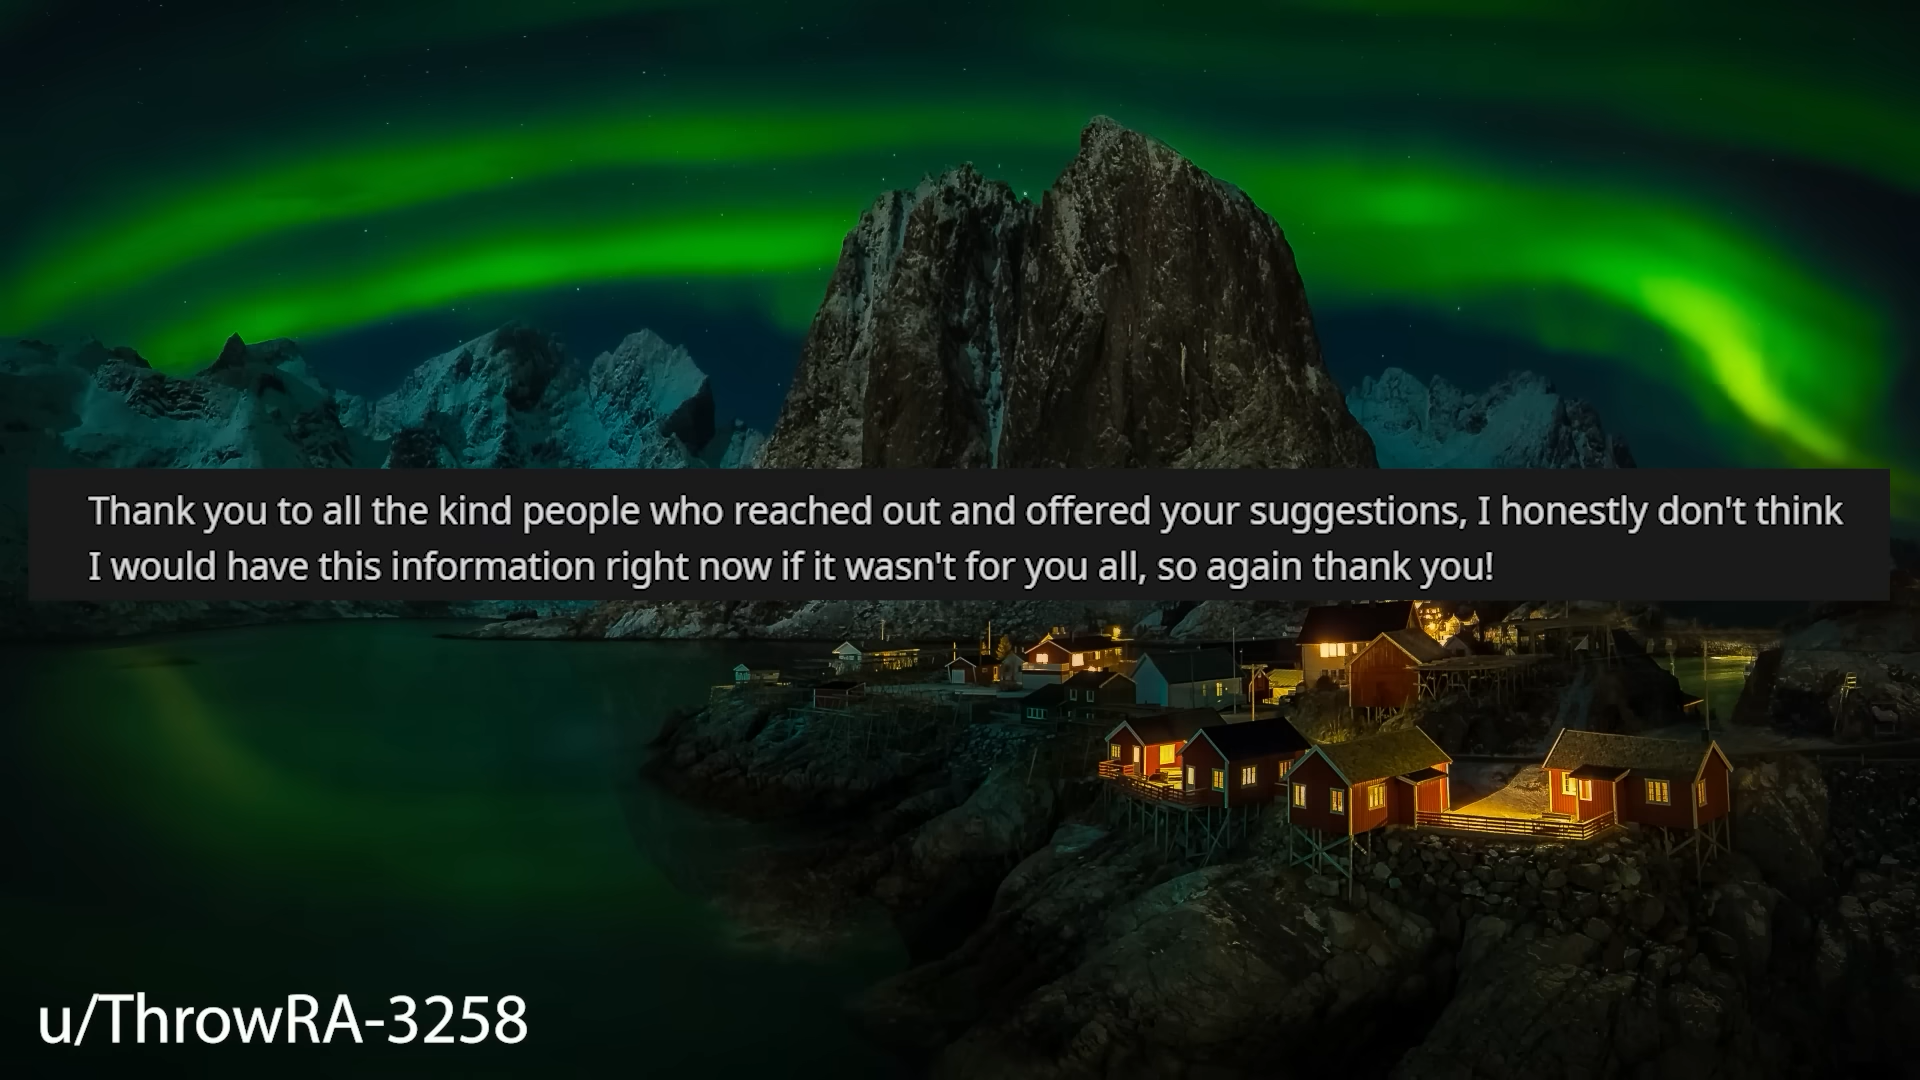 Thank you to all the kind people who reached out and offered your suggestions, I honestly don't think
I would have this information right now if it wasn't for you all, so again thank you!
u/ThrowRA-3258